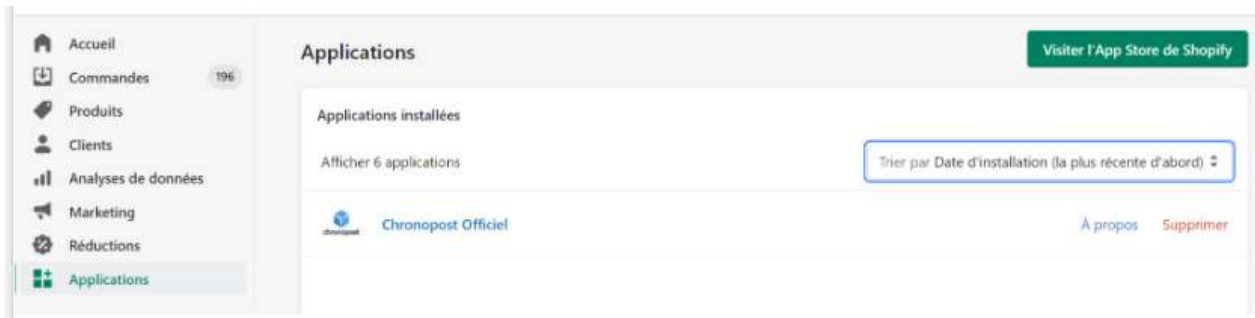 Accueil
Commandes 196
Produits
Clients
Analyses de données
Marketing
Réductions
Applications
Applications
Visiter l'App Store de Shopify
Applications installées
Afficher 6 applications
Trier par Date d'installation (la plus récente d'abord)
chronopost
Chronopost Officiel
À propos
Supprimer